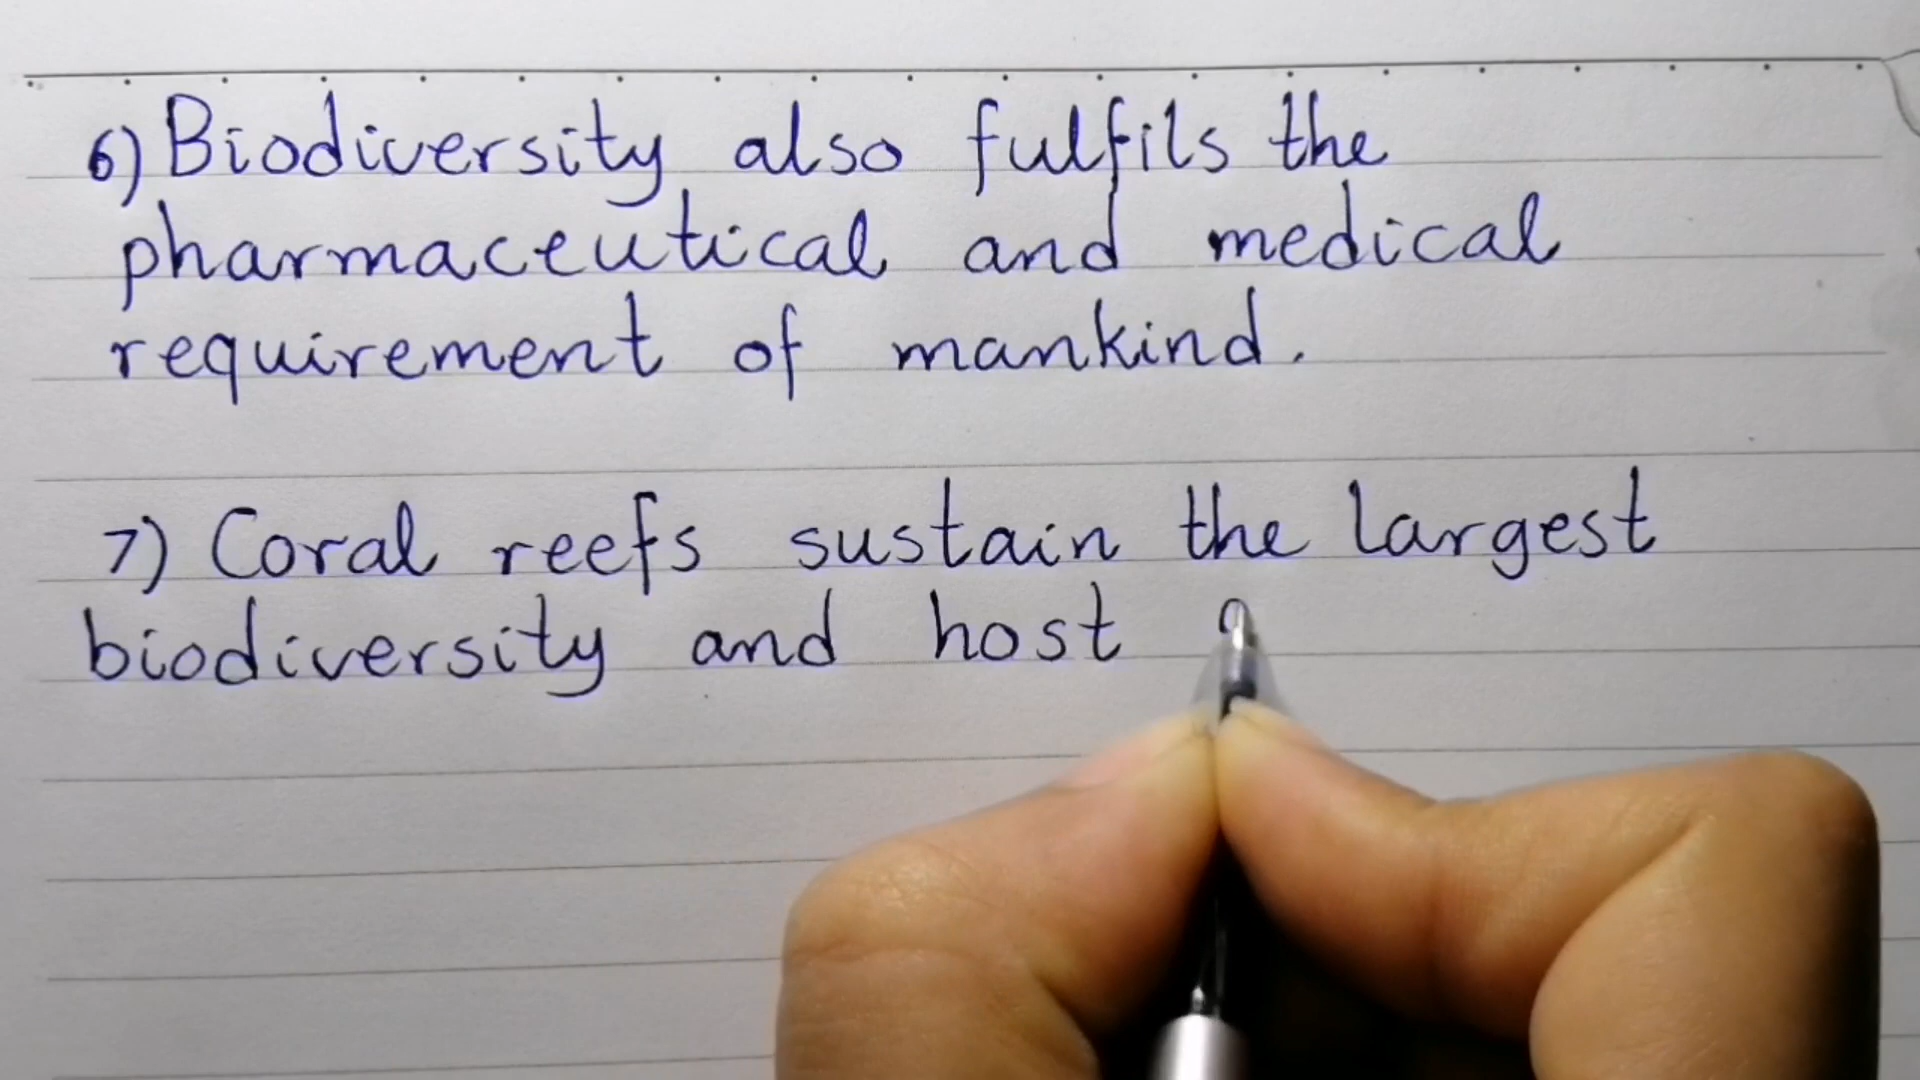 6) Biodiversity also fulfils the
pharmaceutical and medical
requirement of mankind.
7) Coral reefs sustain the largest
biodiversity and host